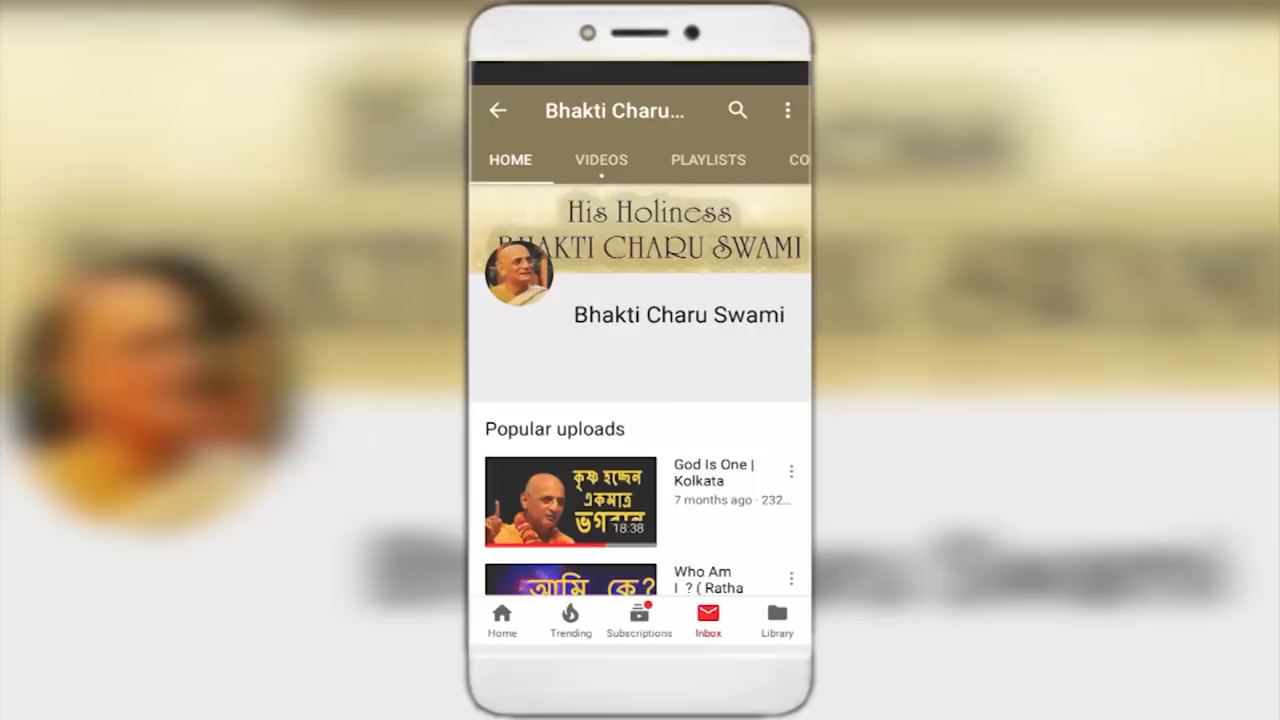 Bhakti Charu...
HOME VIDEOS PLAYLISTS CO
His Holiness
BHAKTI CHARU SWAMI
Bhakti Charu Swami
Popular uploads
কৃষ্ণ হচ্ছেন
একমাত্র
ভগবান
18:38
God Is One |
Kolkata
7 months ago · 232...
আমি কে?
Who Am
I ? ( Ratha
Home Trending Subscriptions Inbox Library